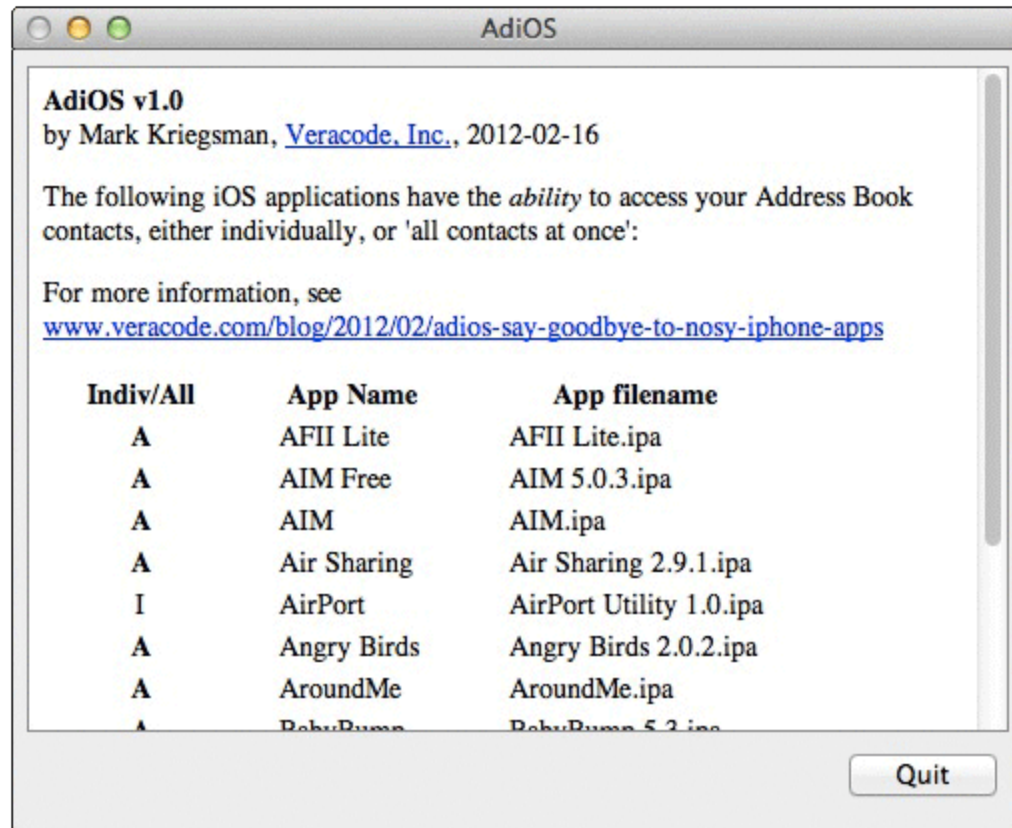 AdiOS
AdiOS v1.0
by Mark Kriegsman, Veracode, Inc., 2012-02-16
The following iOS applications have the ability to access your Address Book
contacts, either individually, or 'all contacts at once':
For more information, see
www.veracode.com/blog/2012/02/adios-say-goodbye-to-nosy-iphone-apps
Indiv/All App Name App filename
A AFII Lite AFII Lite.ipa
A AIM Free AIM 5.0.3.ipa
A AIM AIM.ipa
A Air Sharing Air Sharing 2.9.1.ipa
I AirPort AirPort Utility 1.0.ipa
A Angry Birds Angry Birds 2.0.2.ipa
A AroundMe AroundMe.ipa
A BabyBump BabyBump 5.3.ipa
Quit